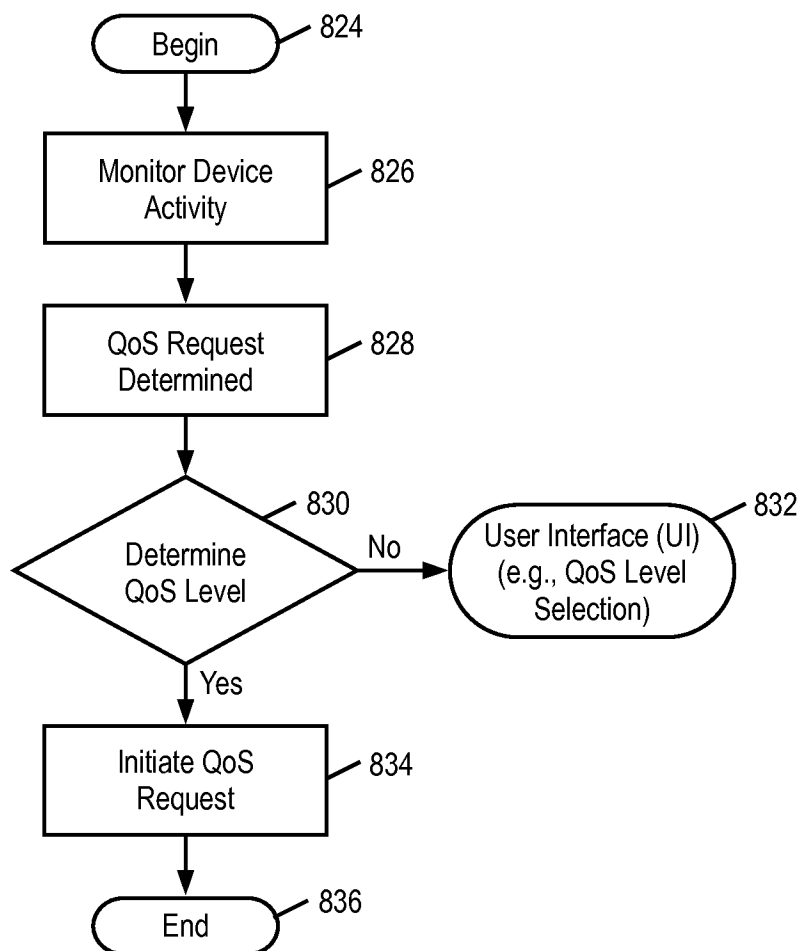 Begin
824
Monitor Device
Activity
826
QoS Request
Determined
828
Determine
QoS Level
830
No
User Interface (UI)
(e.g., QoS Level
Selection)
832
Yes
Initiate QoS
Request
834
End
836